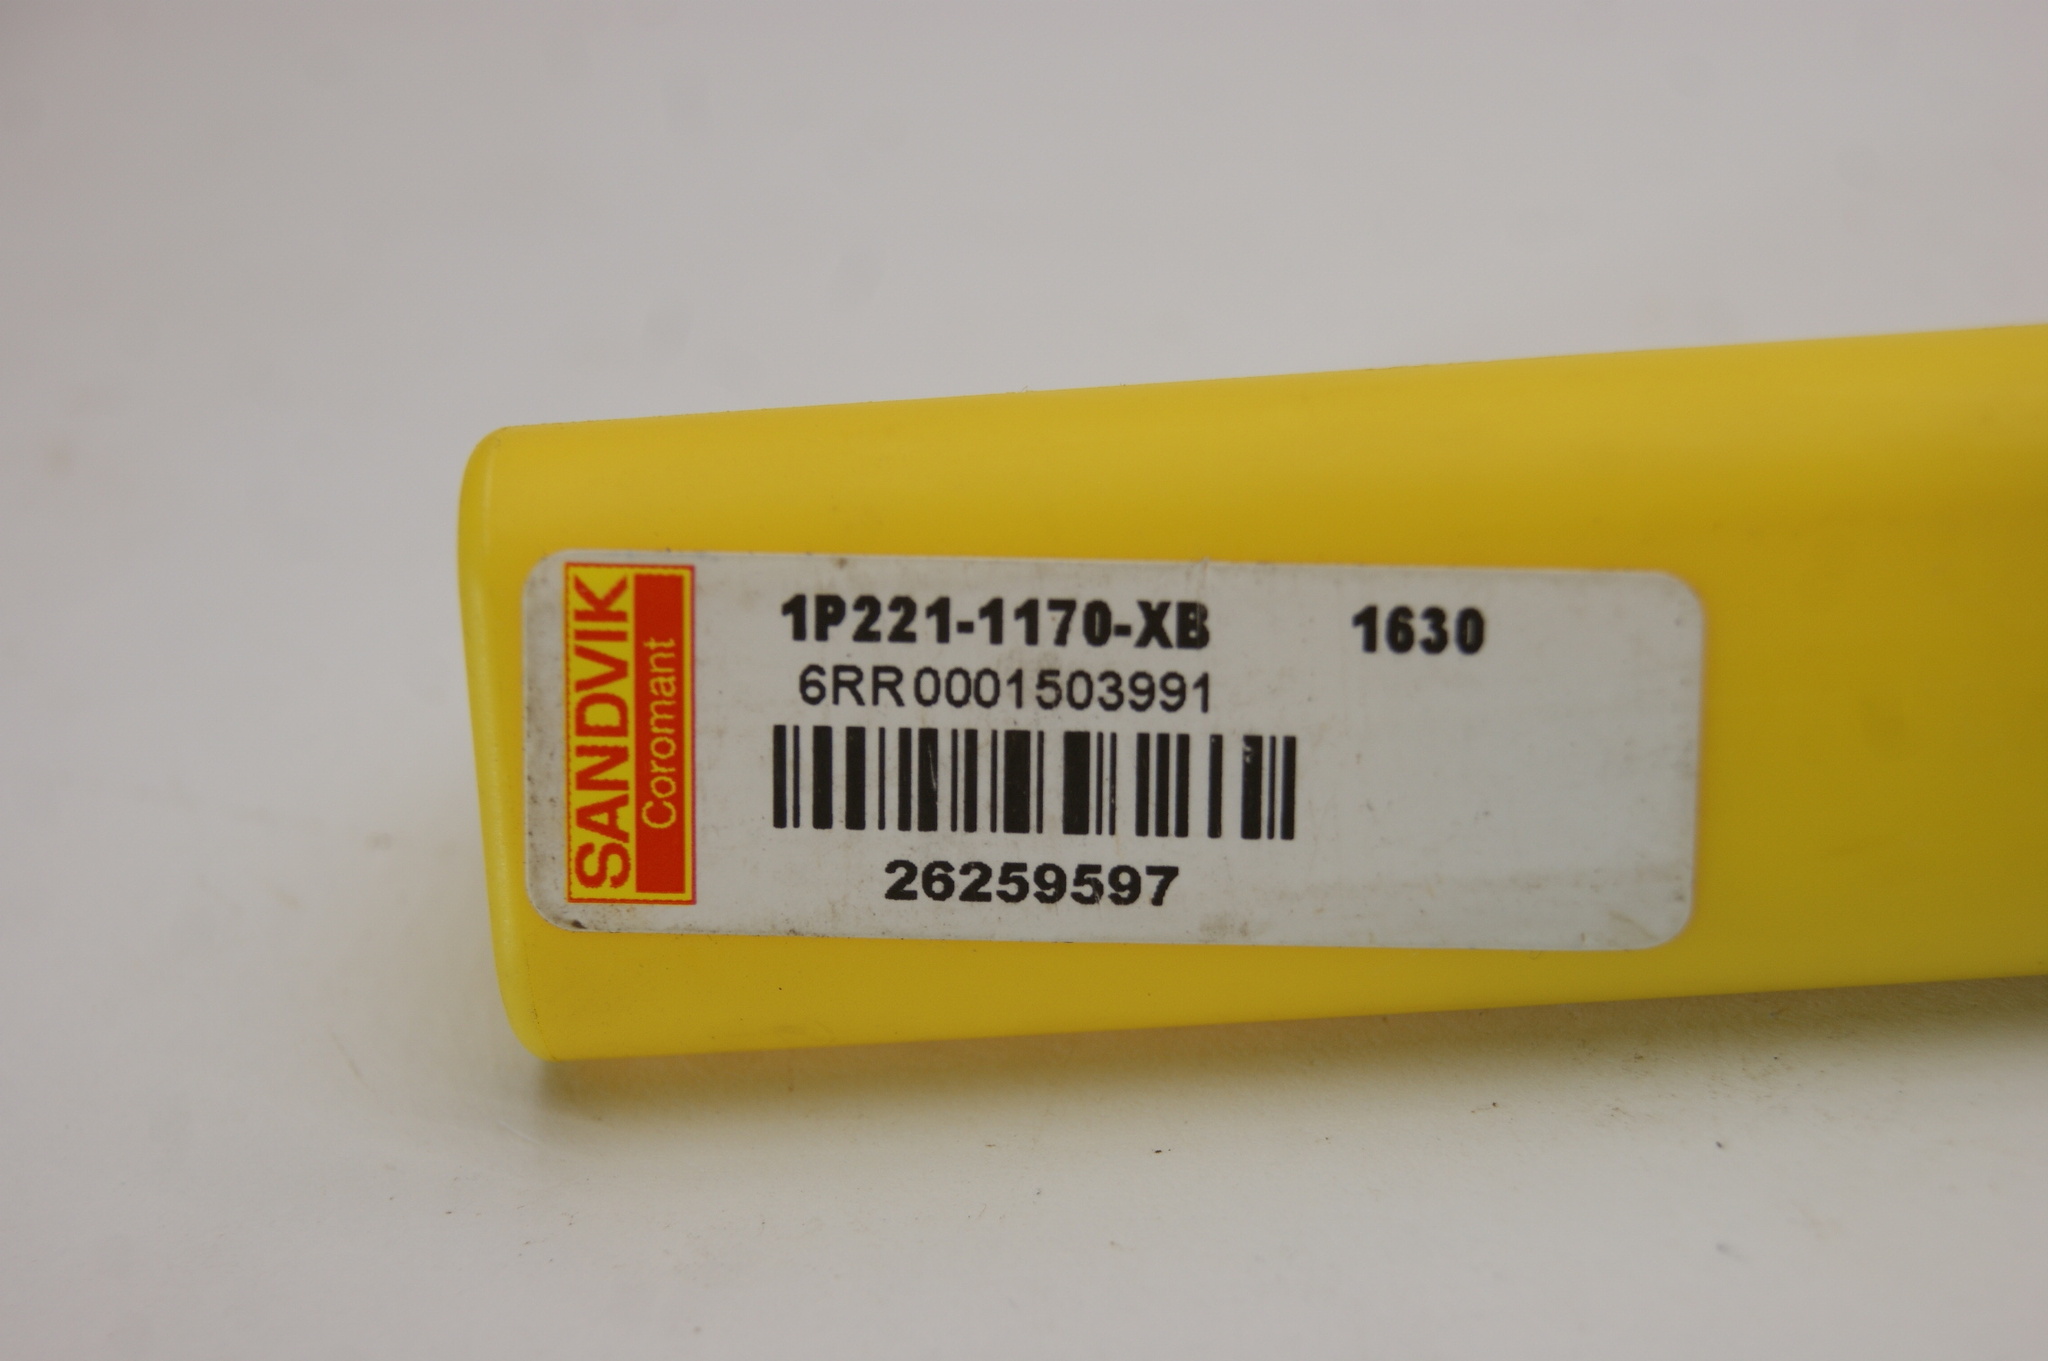 SANDVIK
Coromant
1P221-1170-XB 1630
6RR0001503991
26259597